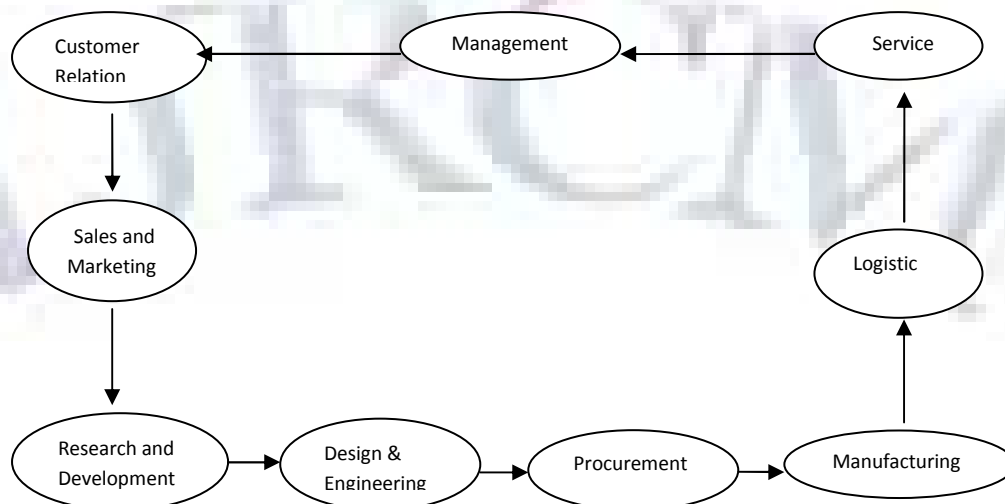 Customer
Relation
Management
Service
Sales and
Marketing
Logistic
Research and
Development
Design &
Engineering
Procurement
Manufacturing